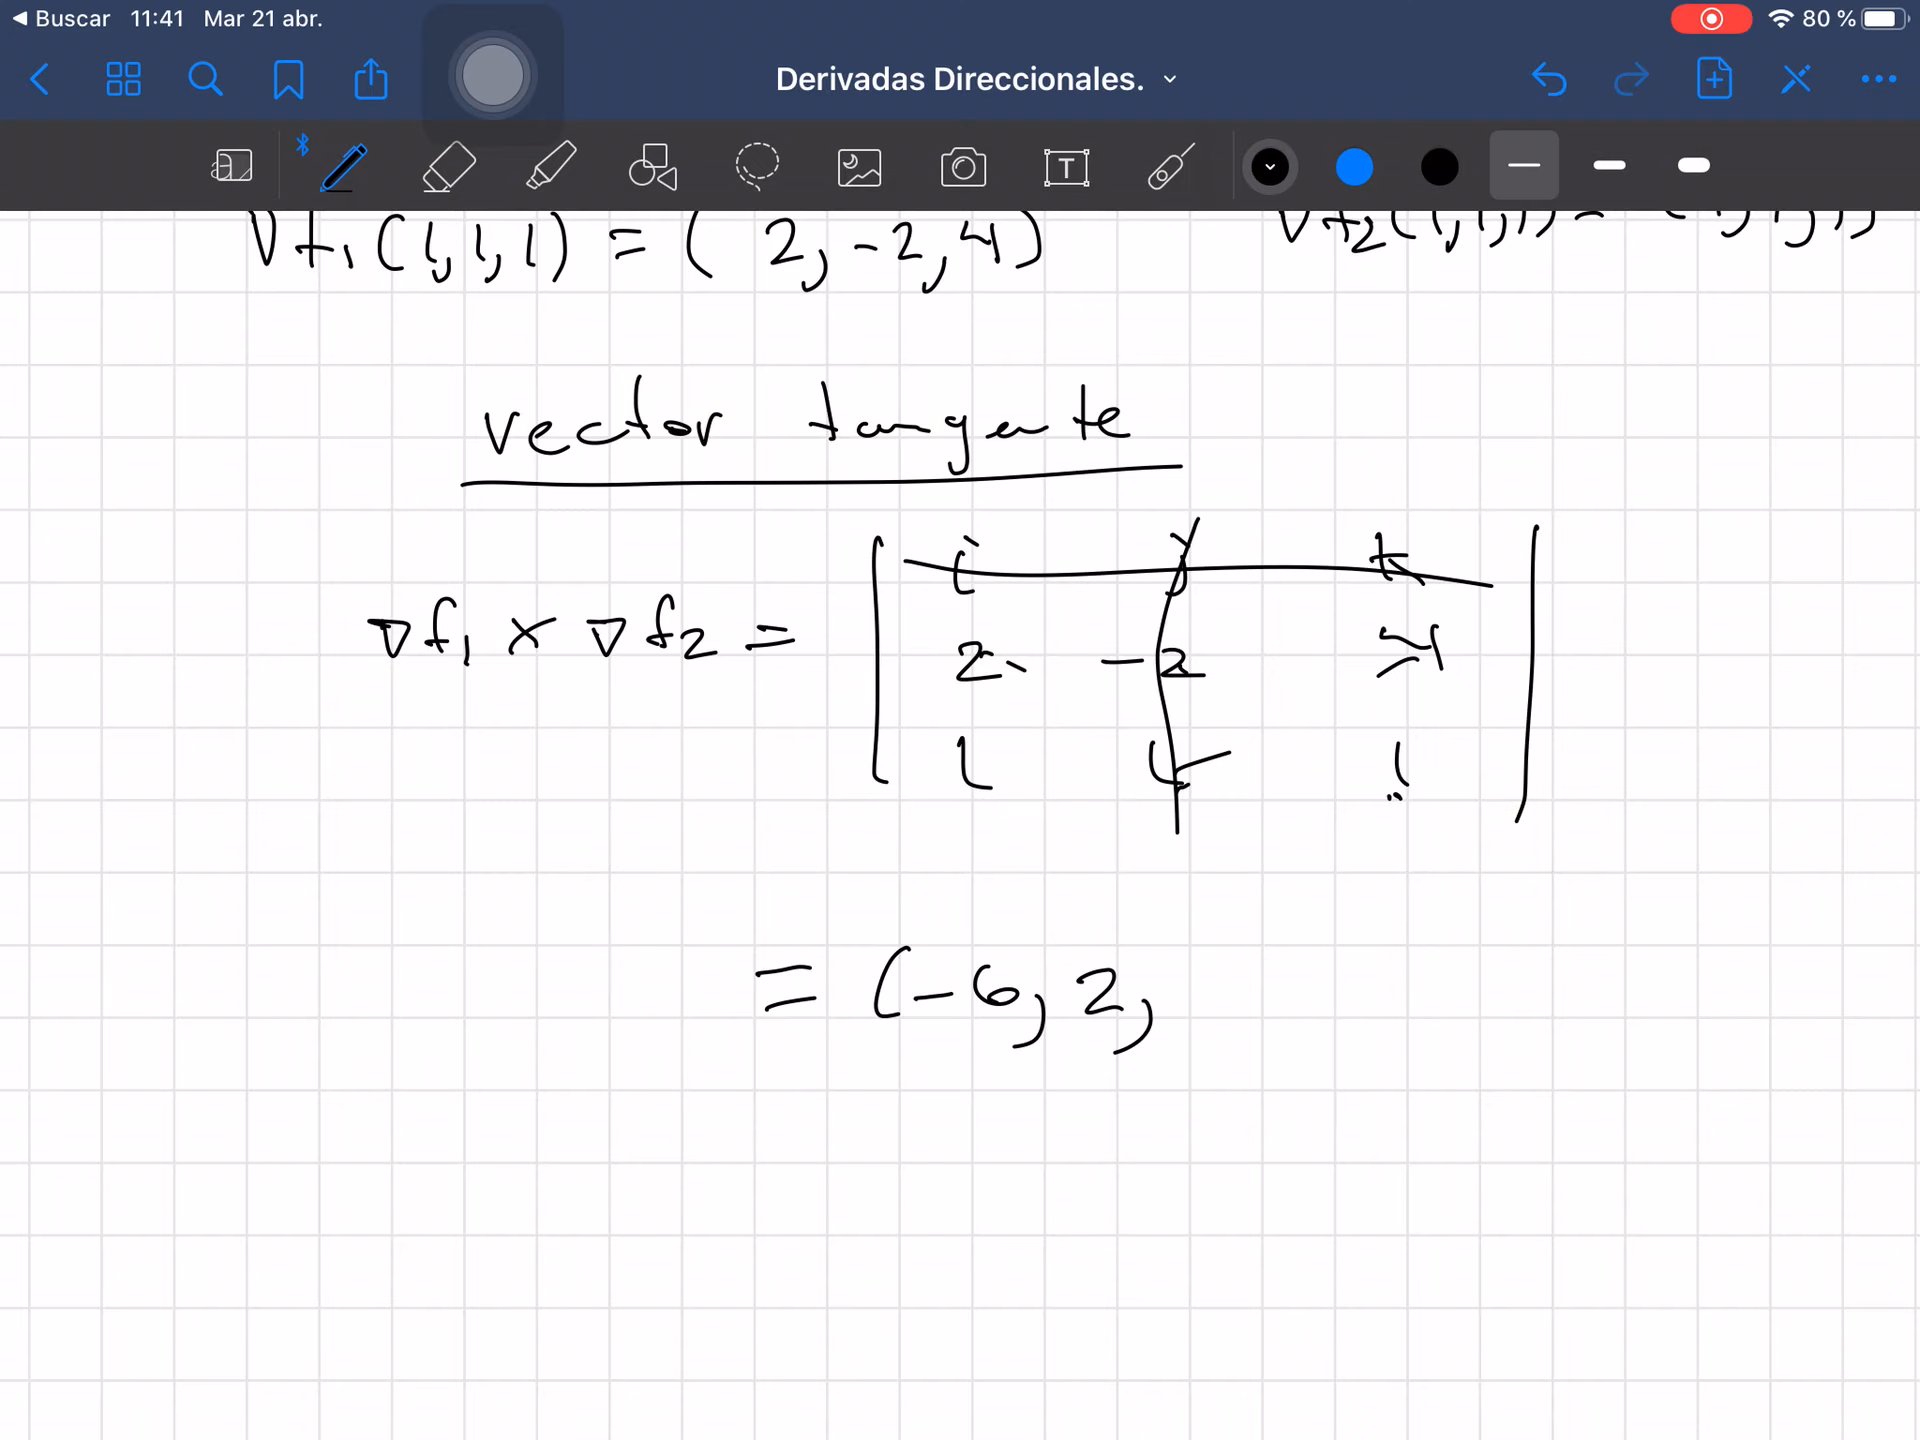 Buscar 11:41 Mar 21 abr. 80 %
Derivadas Direccionales.
∇f₁(1,1,1) = (2,-2,4)
vector tangente
∇f₁ × ∇f₂ =
i j k
2 -2 4
1 1 1
= (-6, 2,